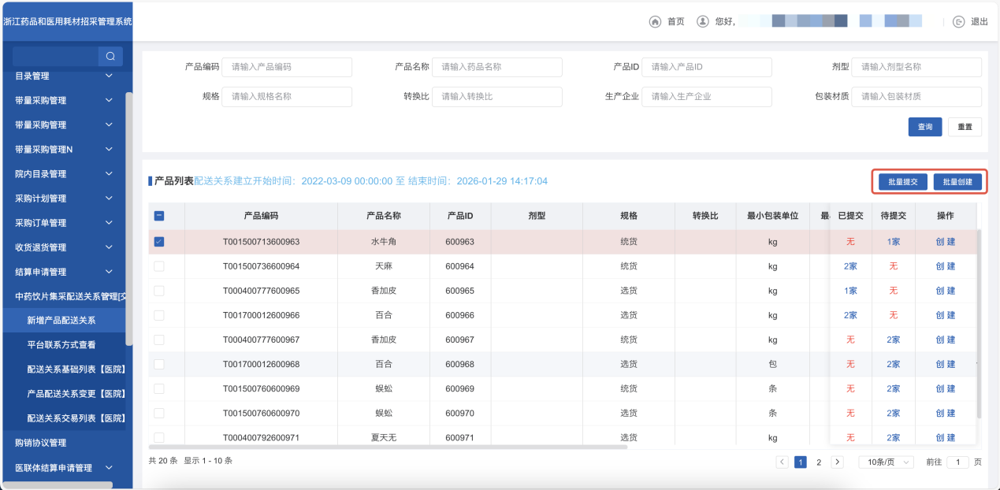 浙江药品和医用耗材招采管理系统
首页 您好, 退出
目录管理
带量采购管理
带量采购管理
带量采购管理N
院内目录管理
采购计划管理
采购订单管理
收货退货管理
结算申请管理
中药饮片集采配送关系管理[交
新增产品配送关系
平台联系方式查看
配送关系基础列表【医院】
产品配送关系变更【医院】
配送关系交易列表【医院】
购销协议管理
医联体结算申请管理
产品编码 请输入产品编码 产品名称 请输入药品名称 产品ID 请输入产品ID 剂型 请输入剂型名称
规格 请输入规格名称 转换比 请输入转换比 生产企业 请输入生产企业 包装材质 请输入包装材质
查询 重置
产品列表配送关系建立开始时间：2022-03-09 00:00:00 至 结束时间：2026-01-29 14:17:04 批量提交 批量创建
产品编码 产品名称 产品ID 剂型 规格 转换比 最小包装单位 最 已提交 待提交 操作
T001500713600963 水牛角 600963 统货 kg 无 1家 创 建
T001500736600964 天麻 600964 统货 kg 2家 无 创 建
T000400777600965 香加皮 600965 选货 kg 1家 无 创 建
T001700012600966 百合 600966 选货 kg 2家 无 创 建
T000400777600967 香加皮 600967 统货 kg 无 2家 创 建
T001700012600968 百合 600968 选货 包 无 2家 创 建
T001500760600969 蜈蚣 600969 统货 条 无 2家 创 建
T001500760600970 蜈蚣 600970 选货 条 无 2家 创 建
T000400792600971 夏天无 600971 选货 kg 无 2家 创 建
共 20 条 显示 1 - 10 条 1 2 10条/页 前往 1 页